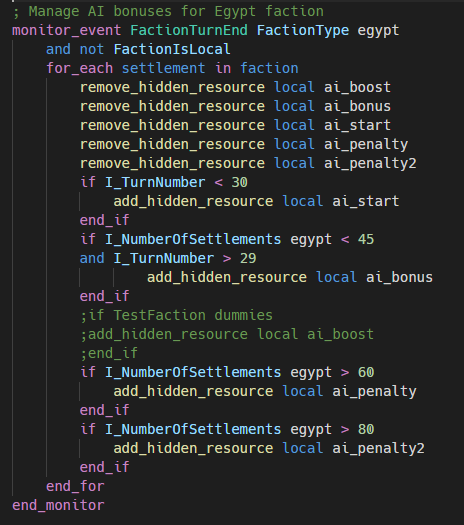 ; Manage AI bonuses for Egypt faction
monitor_event FactionTurnEnd FactionType egypt
    and not FactionIsLocal
    for_each settlement in faction
        remove_hidden_resource local ai_boost
        remove_hidden_resource local ai_bonus
        remove_hidden_resource local ai_start
        remove_hidden_resource local ai_penalty
        remove_hidden_resource local ai_penalty2
        if I_TurnNumber < 30
            add_hidden_resource local ai_start
        end_if
        if I_NumberOfSettlements egypt < 45
        and I_TurnNumber > 29
                add_hidden_resource local ai_bonus
        end_if
        ;if TestFaction dummies
        ;add_hidden_resource local ai_boost
        ;end_if
        if I_NumberOfSettlements egypt > 60
            add_hidden_resource local ai_penalty
        end_if
        if I_NumberOfSettlements egypt > 80
            add_hidden_resource local ai_penalty2
        end_if
    end_for
end_monitor